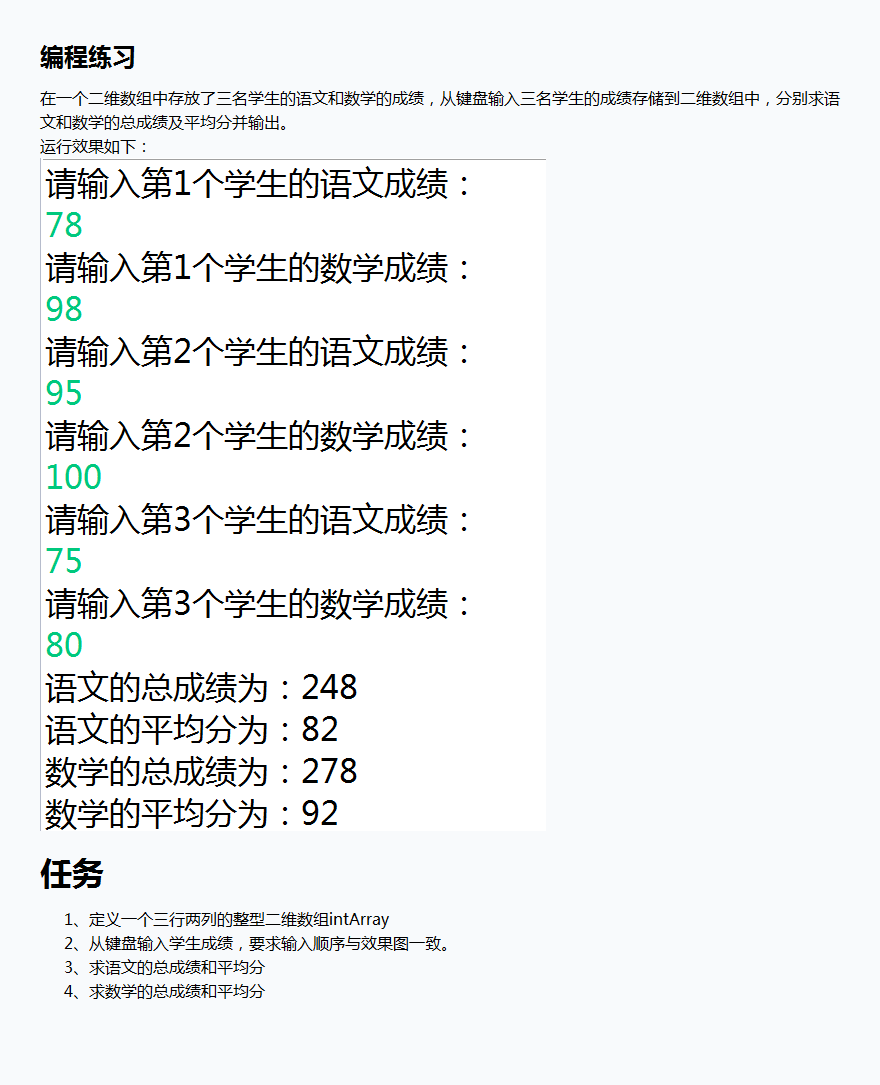 编程练习
在一个二维数组中存放了三名学生的语文和数学的成绩，从键盘输入三名学生的成绩存储到二维数组中，分别求语
文和数学的总成绩及平均分并输出。
运行效果如下：
请输入第1个学生的语文成绩：
78
请输入第1个学生的数学成绩：
98
请输入第2个学生的语文成绩：
95
请输入第2个学生的数学成绩：
100
请输入第3个学生的语文成绩：
75
请输入第3个学生的数学成绩：
80
语文的总成绩为：248
语文的平均分为：82
数学的总成绩为：278
数学的平均分为：92
任务
1、定义一个三行两列的整型二维数组intArray
2、从键盘输入学生成绩，要求输入顺序与效果图一致。
3、求语文的总成绩和平均分
4、求数学的总成绩和平均分